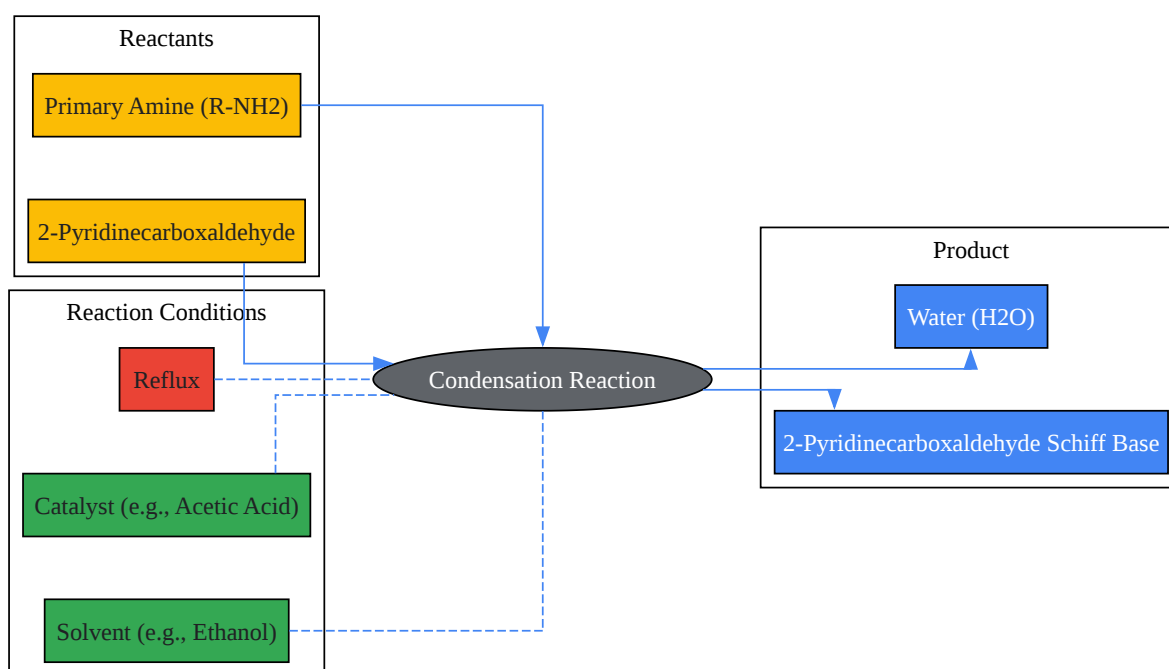 Reactants
Primary Amine (R-NH2)
2-Pyridinecarboxaldehyde
Reaction Conditions
Reflux
Catalyst (e.g., Acetic Acid)
Solvent (e.g., Ethanol)
Condensation Reaction
Product
Water (H2O)
2-Pyridinecarboxaldehyde Schiff Base